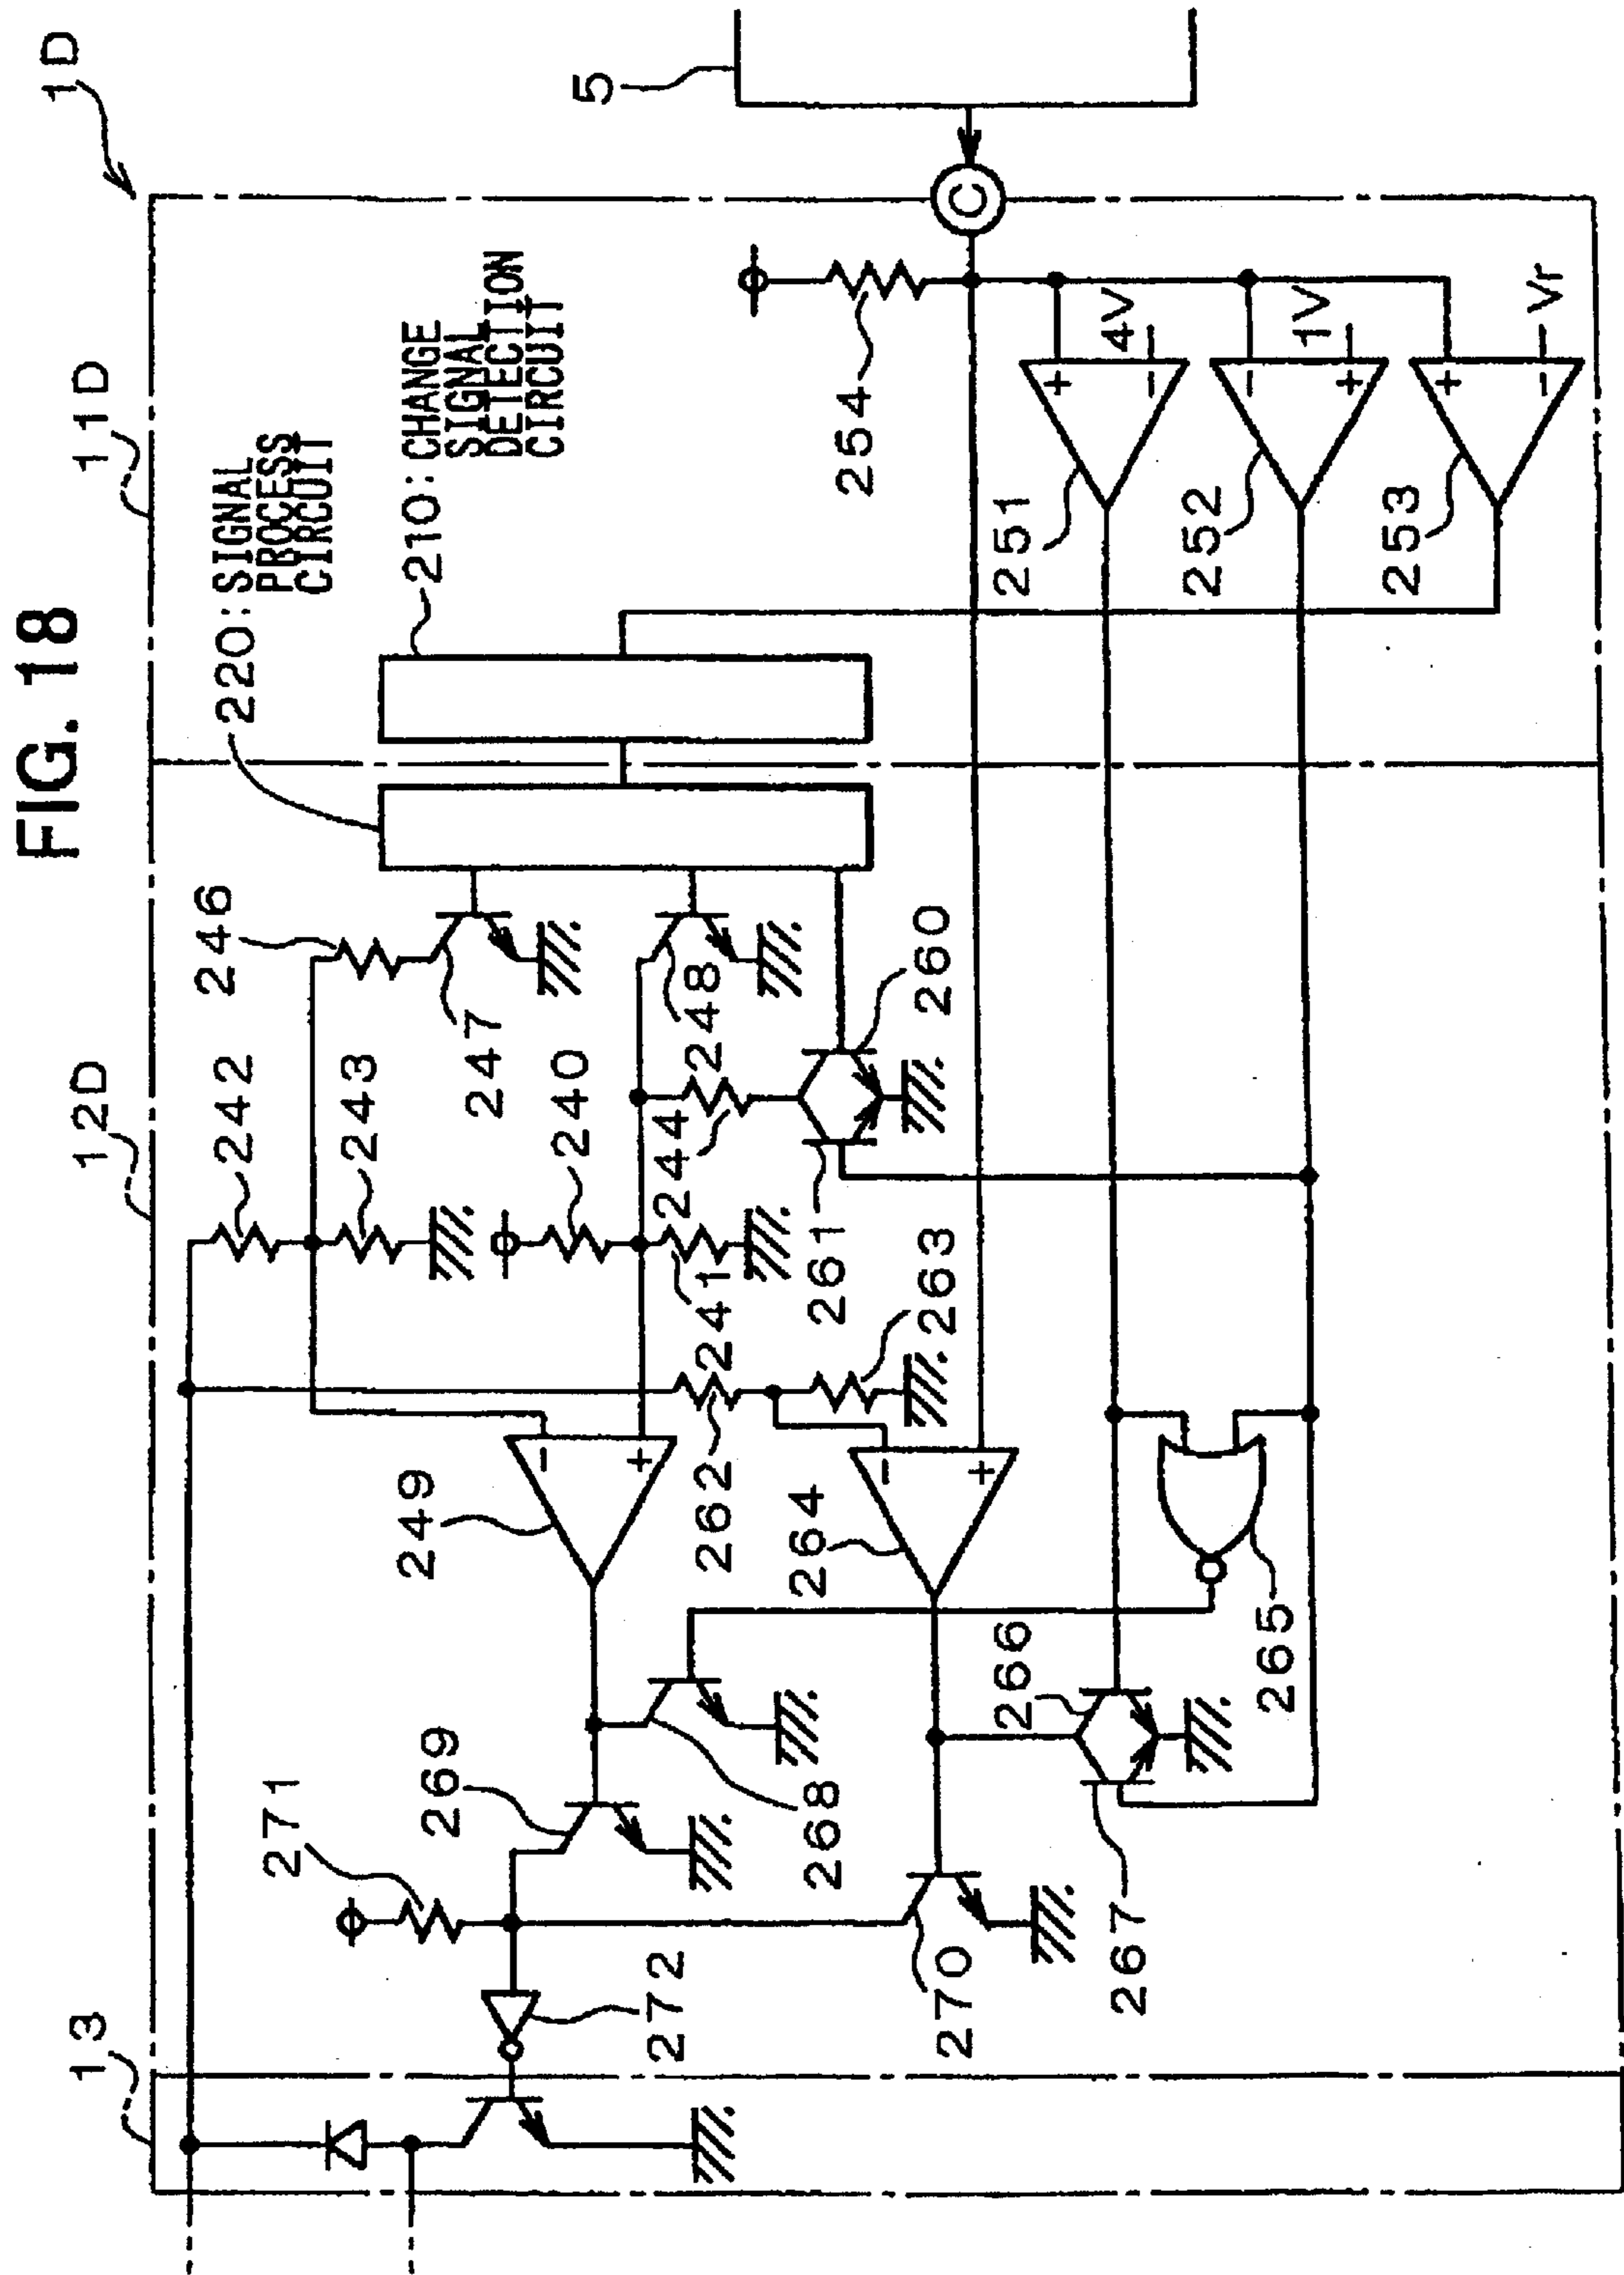 FIG. 18
1D
11D
12D
13
5
C
220: SIGNAL
PROCESS
CIRCUIT
210: CHANGE
SIGNAL
DETECTION
CIRCUIT
254
4V
1V
Vr
+
-
-
+
+
-
251
252
253
246
247
248
242
243
240
244
241
260
261
262
263
249
-
+
264
-
+
265
266
267
268
269
270
271
272